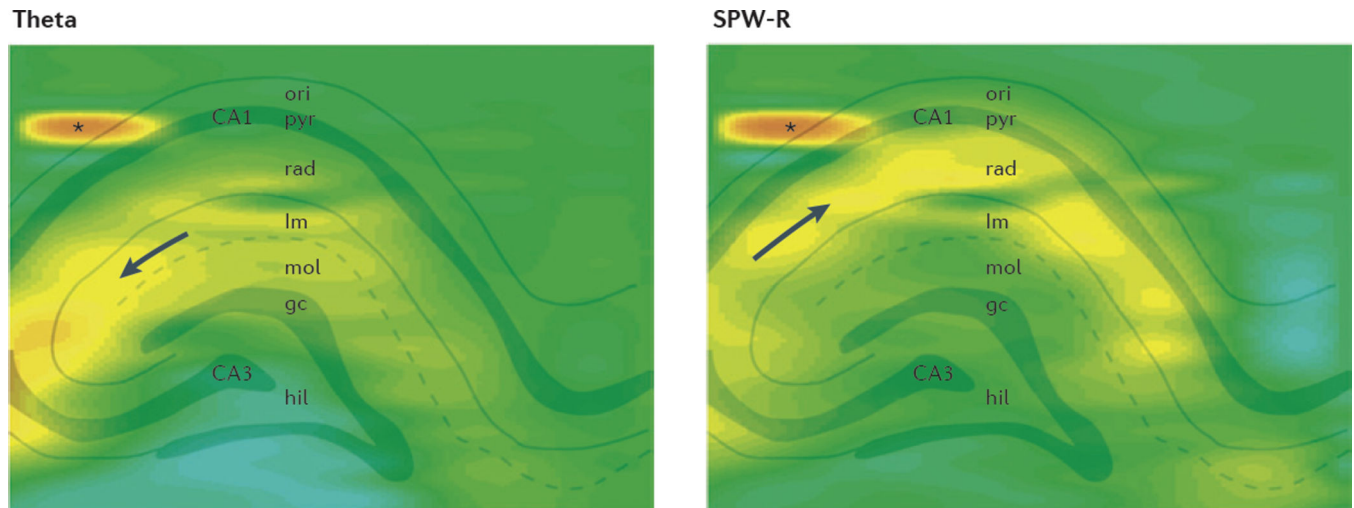 Theta
*
ori
CA1 pyr
rad
lm
mol
gc
CA3
hil
SPW-R
*
ori
CA1 pyr
rad
lm
mol
gc
CA3
hil